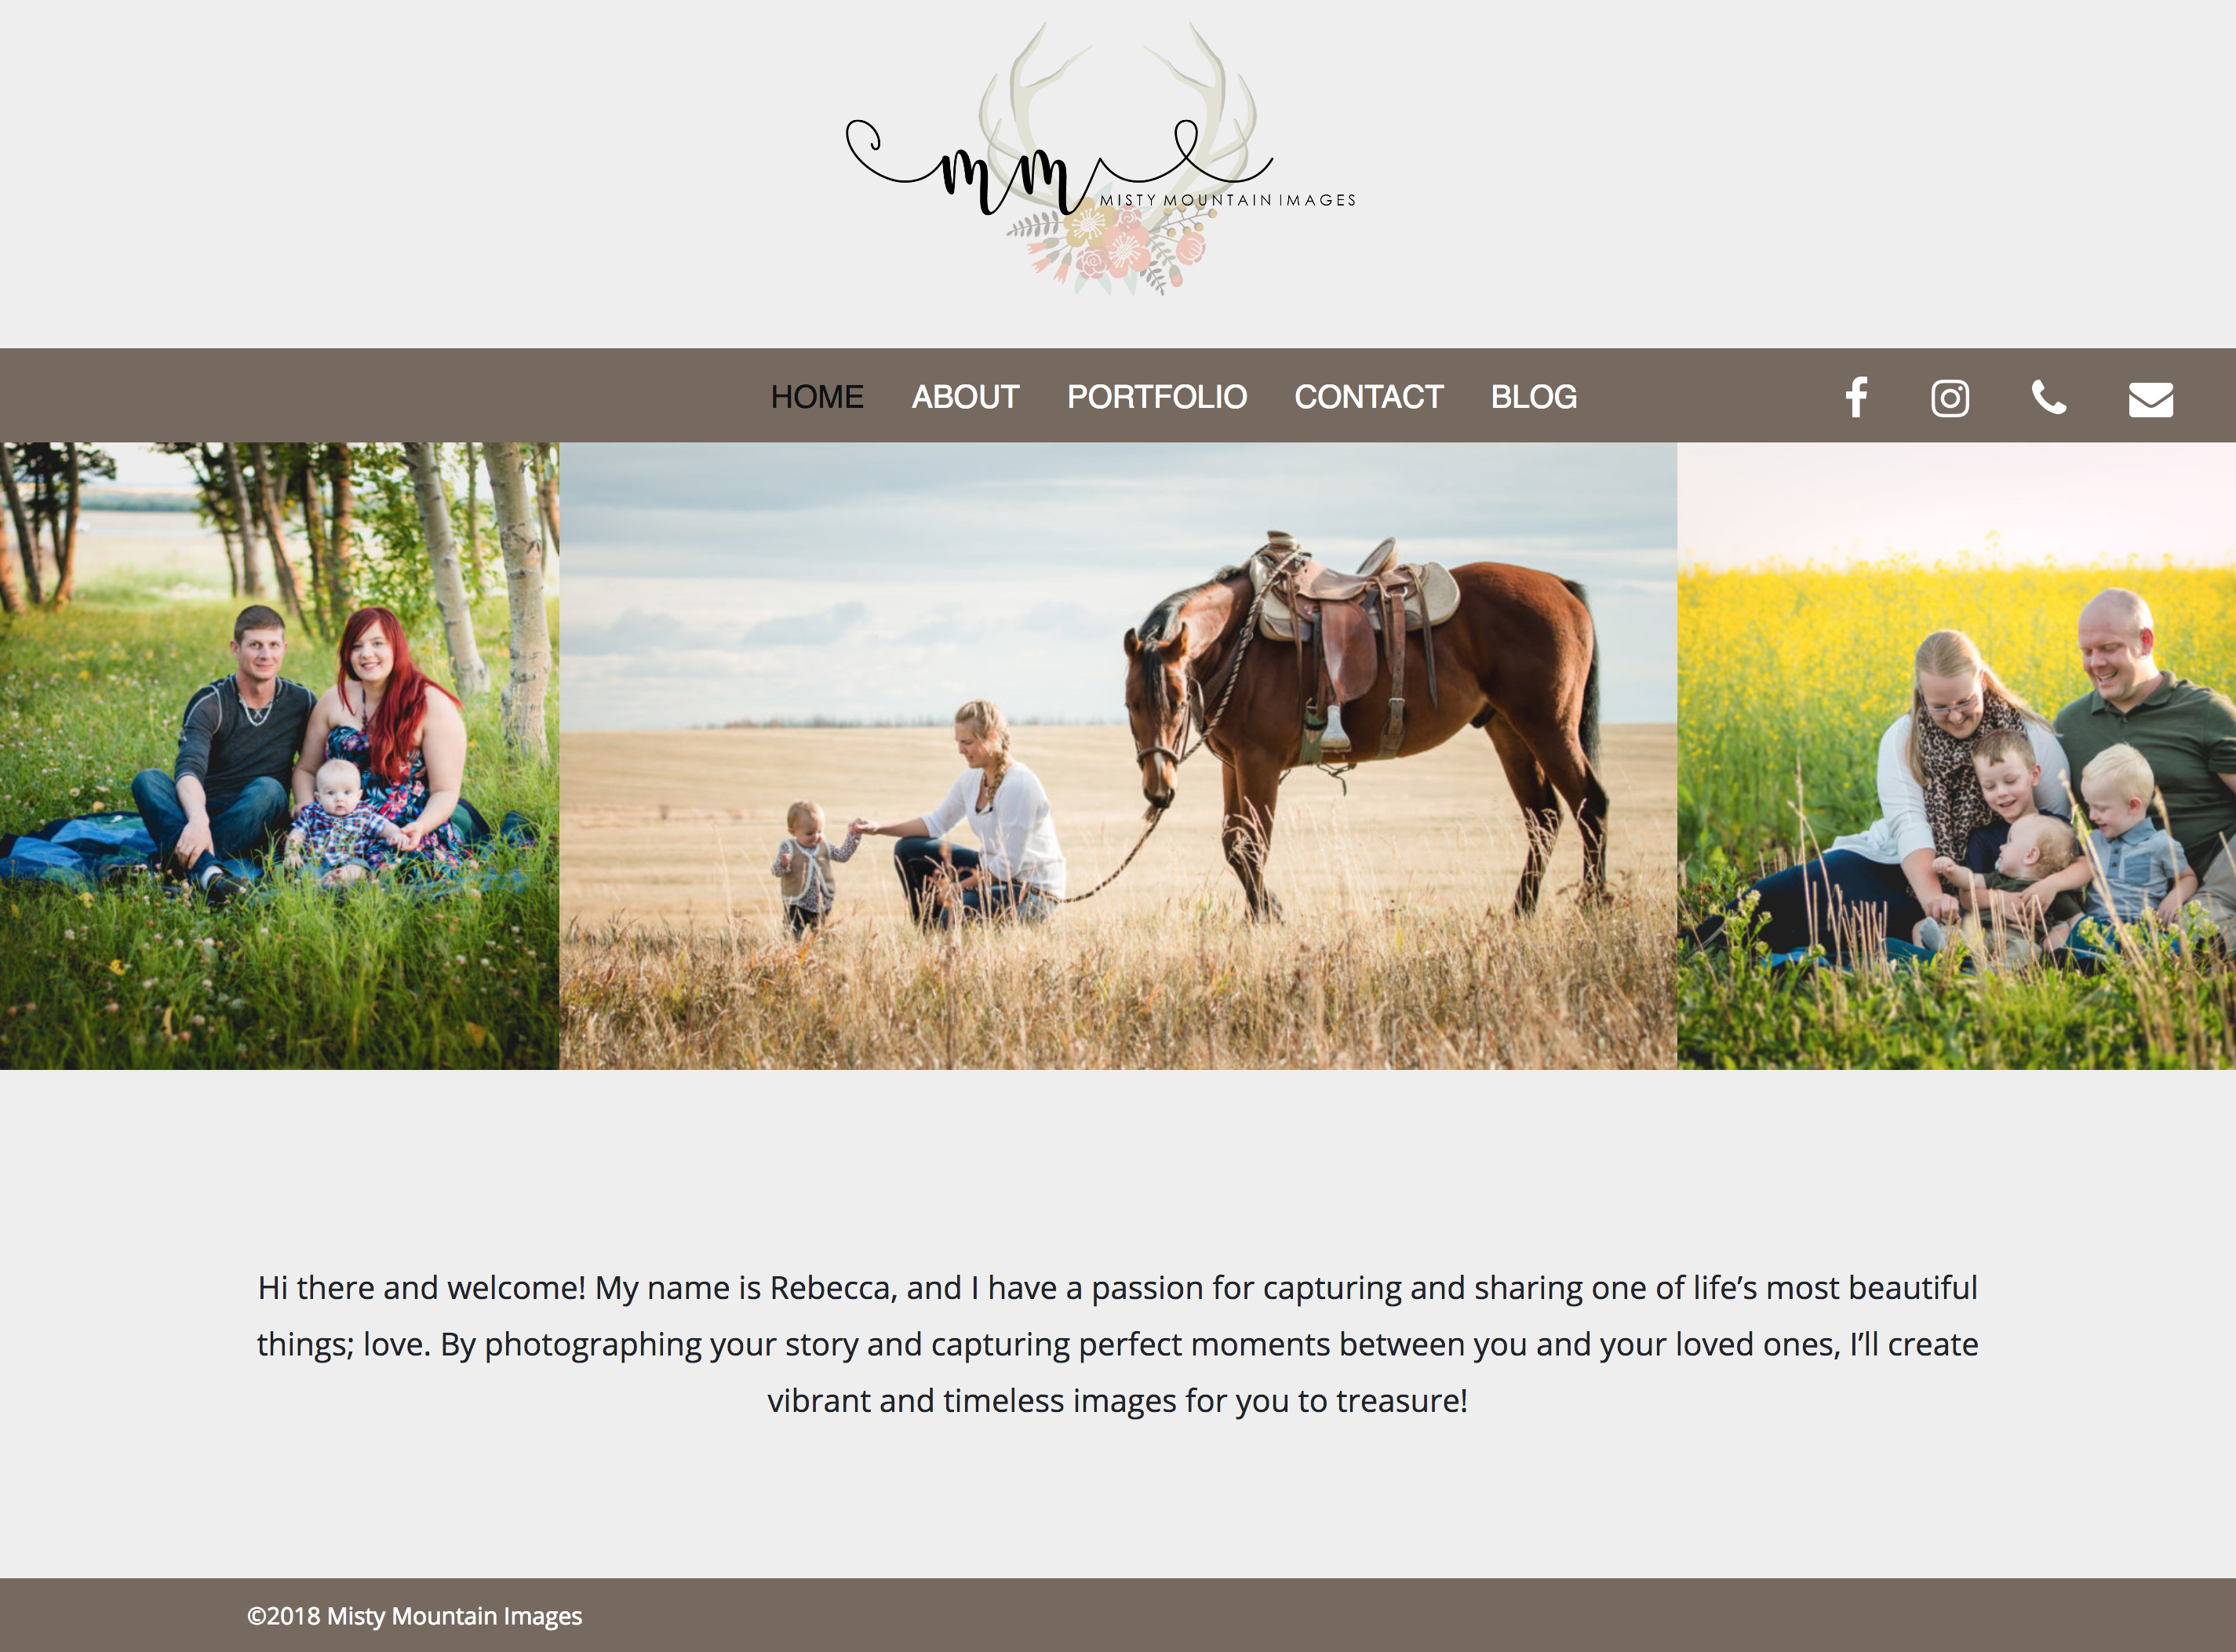 mm
MISTY MOUNTAIN IMAGES
HOME ABOUT PORTFOLIO CONTACT BLOG
Hi there and welcome! My name is Rebecca, and I have a passion for capturing and sharing one of life’s most beautiful
things; love. By photographing your story and capturing perfect moments between you and your loved ones, I’ll create
vibrant and timeless images for you to treasure!
©2018 Misty Mountain Images